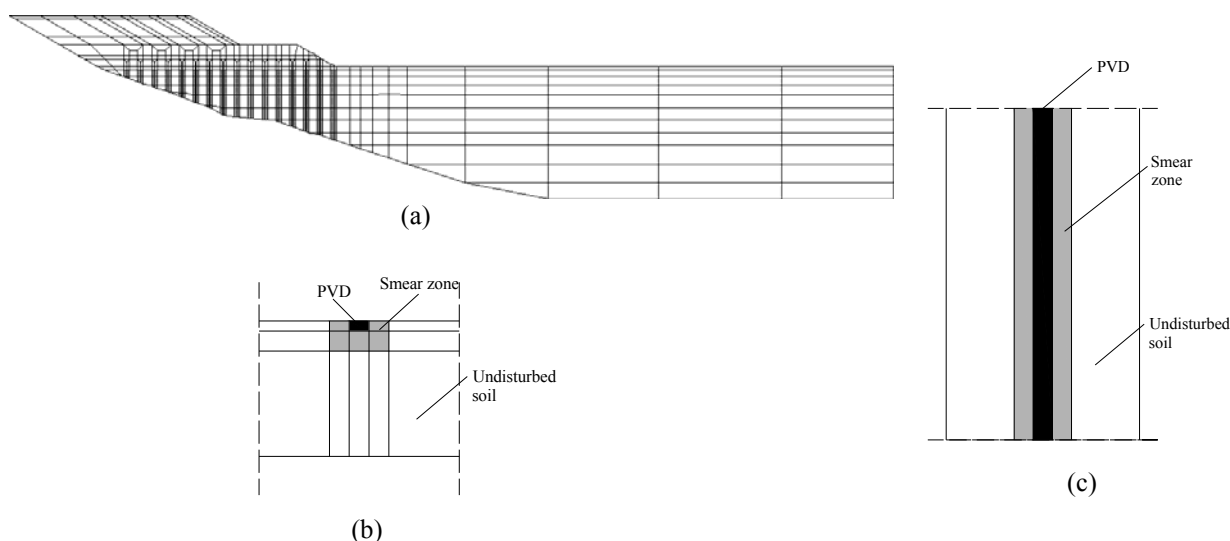 (a)
PVD
Smear zone
Undisturbed
soil
(b)
PVD
Smear
zone
Undisturbed
soil
(c)